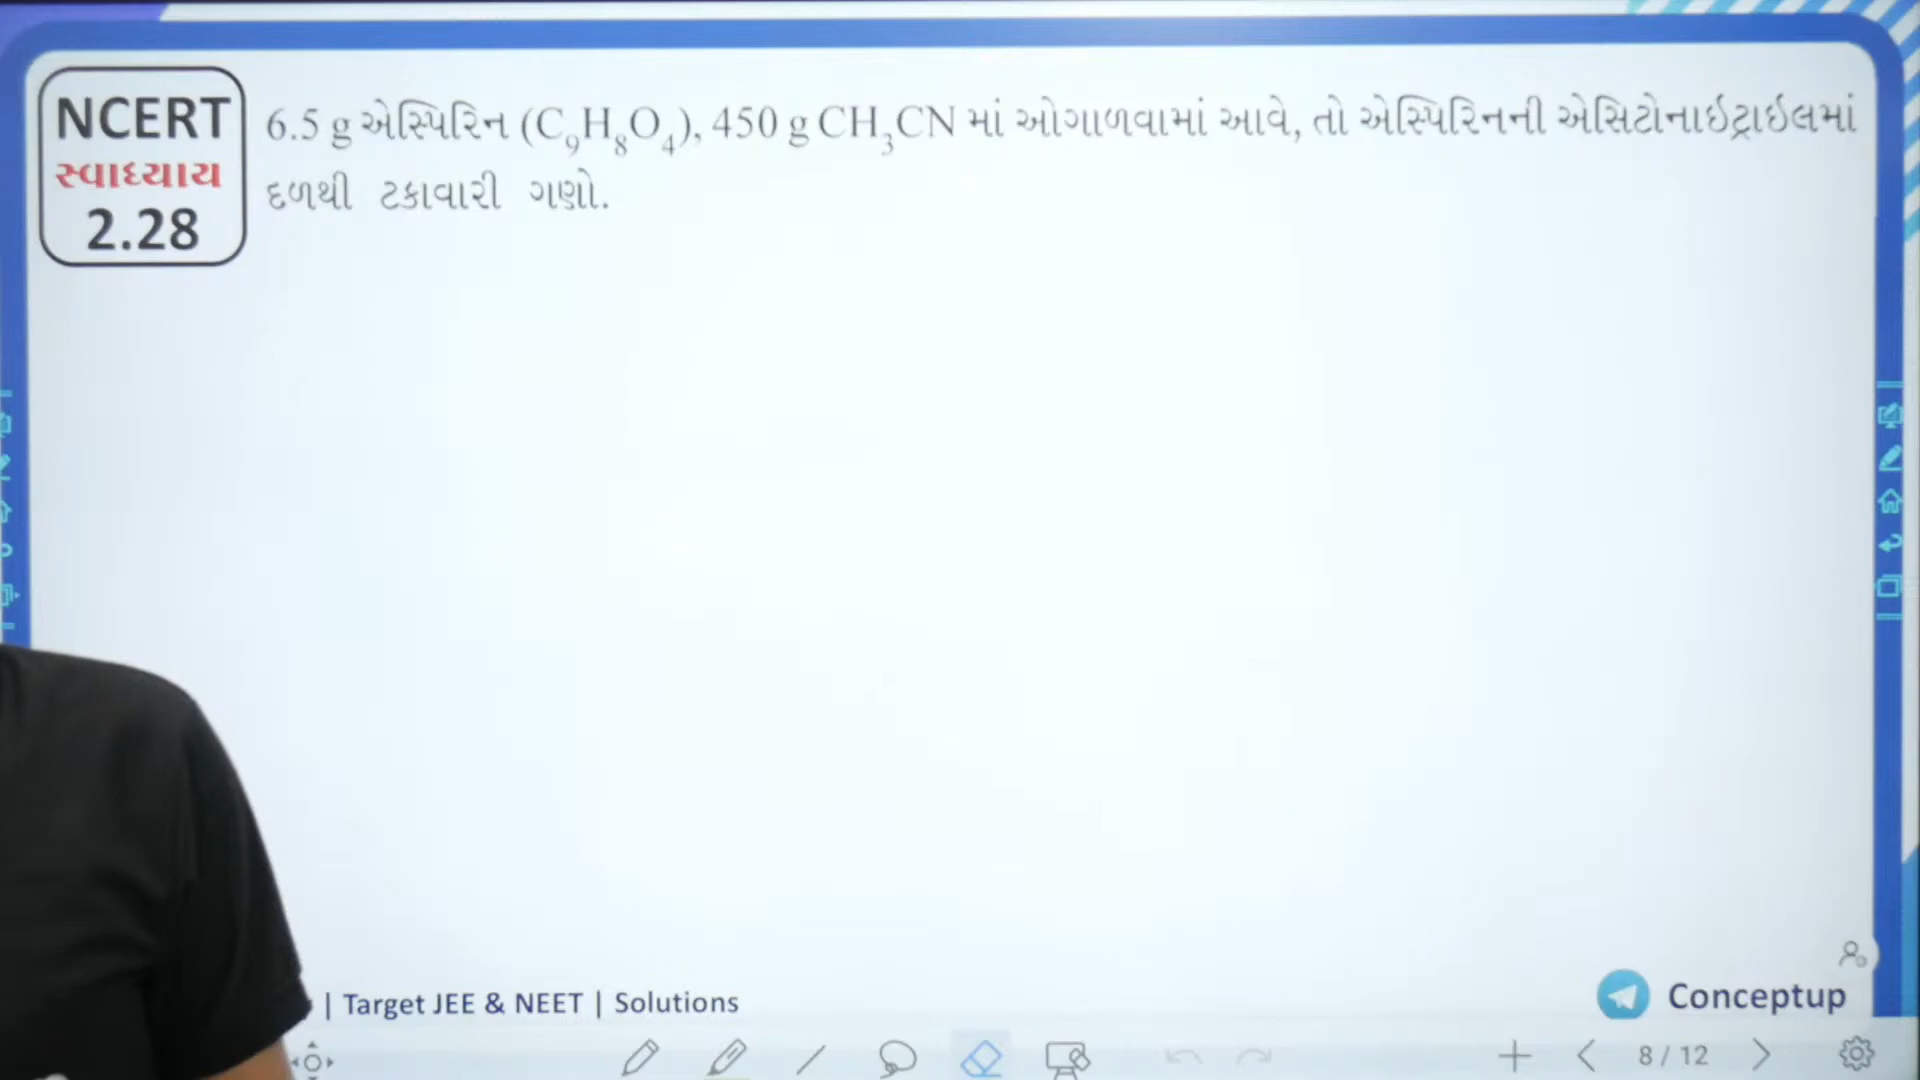 NCERT
સ્વાધ્યાય
2.28
6.5 g એસ્પિરિન (C₉H₈O₄), 450 g CH₃CN માં ઓગાળવામાં આવે, તો એસ્પિરિનની એસિટોનાઇટ્રાઇલમાં
દળથી ટકાવારી ગણો.
| Target JEE & NEET | Solutions
Conceptup
8 / 12